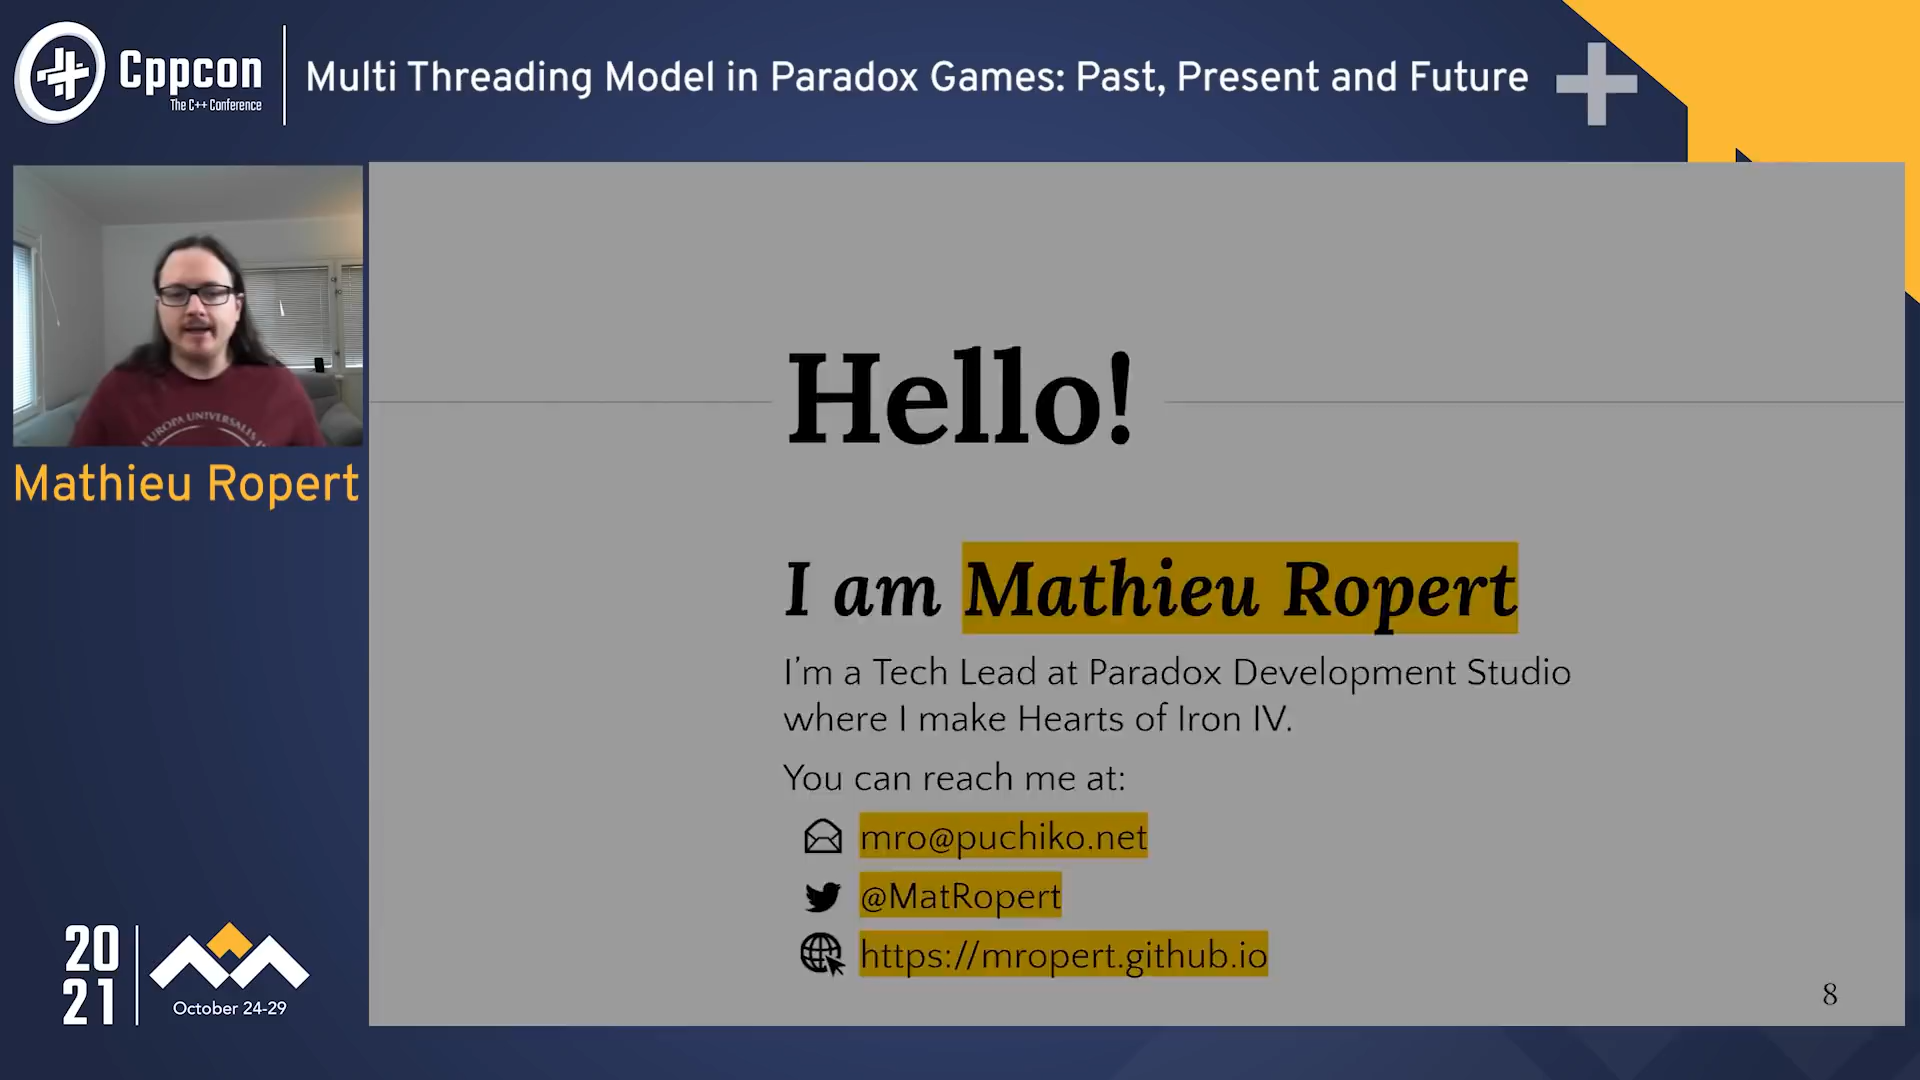 Cppcon
The C++ Conference
Multi Threading Model in Paradox Games: Past, Present and Future
EUROPA UNIVERSALIS
Mathieu Ropert
Hello!
I am Mathieu Ropert
I'm a Tech Lead at Paradox Development Studio
where I make Hearts of Iron IV.
You can reach me at:
mro@puchiko.net
@MatRopert
https://mropert.github.io
20
21
October 24-29
8